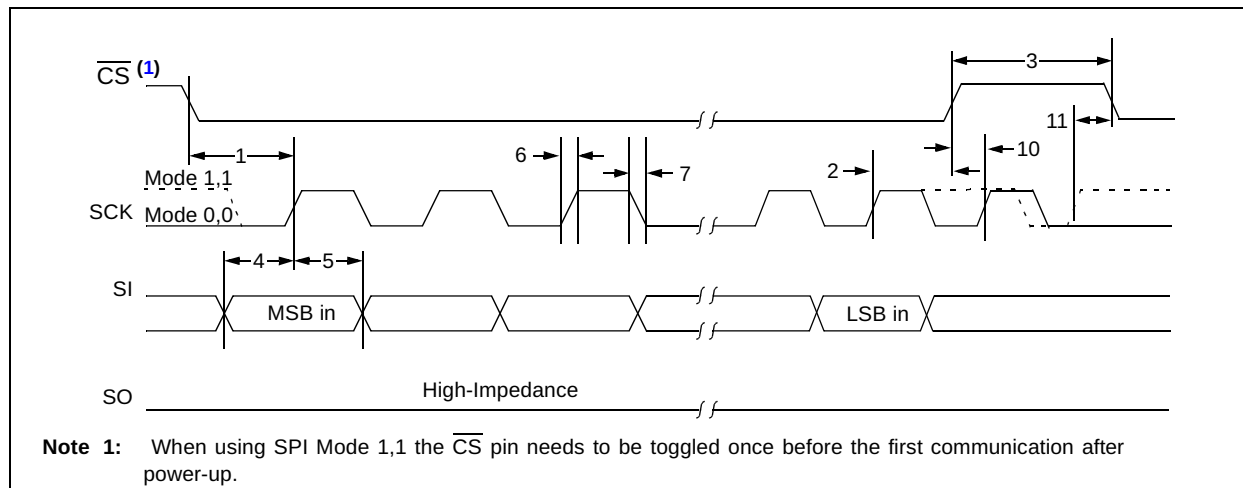 CS (1)
3
11
1
6
7
2
10
Mode 1,1
SCK
Mode 0,0
4
5
SI
MSB in
LSB in
SO
High-Impedance
Note 1: When using SPI Mode 1,1 the CS pin needs to be toggled once before the first communication after
power-up.